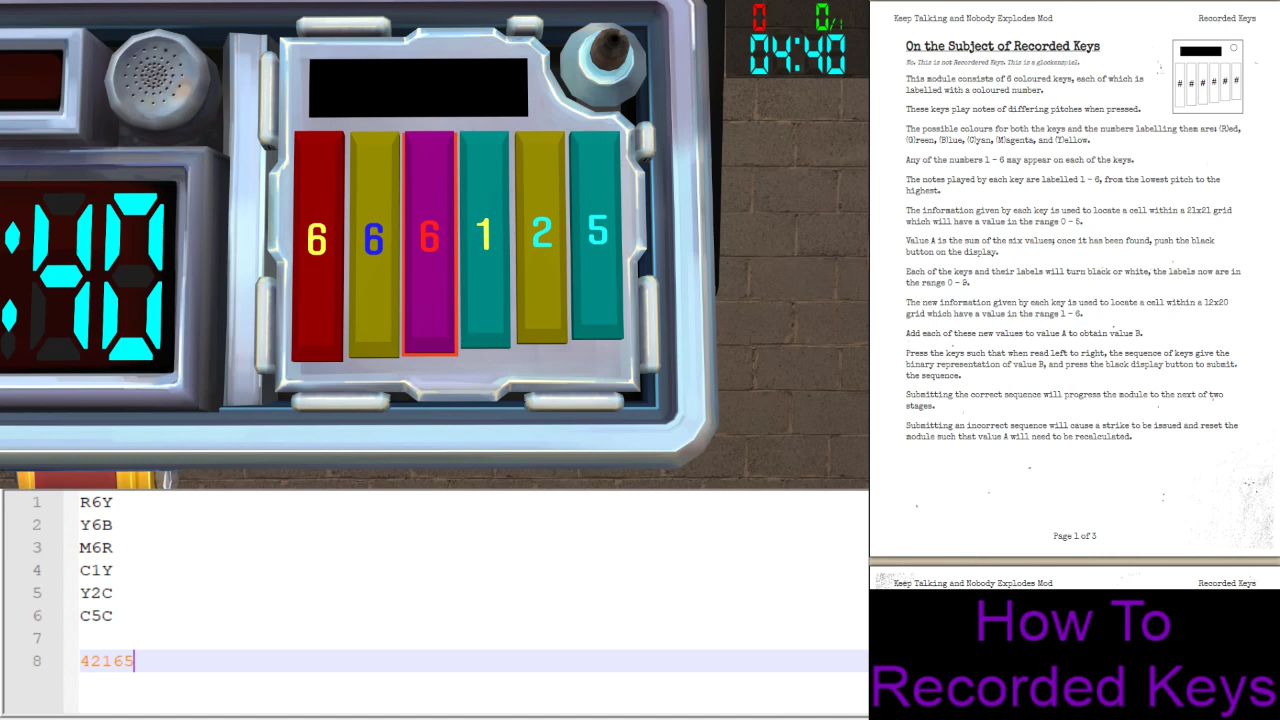 0 0/1
04:40
:40
6 6 6 1 2 5
1 R6Y
2 Y6B
3 M6R
4 C1Y
5 Y2C
6 C5C
7
8 42165
Keep Talking and Nobody Explodes Mod Recorded Keys
On the Subject of Recorded Keys
No. This is not Recordered Keys. This is a glockenspiel.
# # # # # #
This module consists of 6 coloured keys, each of which is
labelled with a coloured number.
These keys play notes of differing pitches when pressed.
The possible colours for both the keys and the numbers labelling them are: (R)ed,
(G)reen, (B)lue, (C)yan, (M)agenta, and (Y)ellow.
Any of the numbers 1 - 6 may appear on each of the keys.
The notes played by each key are labelled 1 - 6, from the lowest pitch to the
highest.
The information given by each key is used to locate a cell within a 21x21 grid
which will have a value in the range 0 - 5.
Value A is the sum of the six values; once it has been found, push the black
button on the display.
Each of the keys and their labels will turn black or white, the labels now are in
the range 0 - 9.
The new information given by each key is used to locate a cell within a 12x20
grid which have a value in the range 1 - 6.
Add each of these new values to value A to obtain value B.
Press the keys such that when read left to right, the sequence of keys give the
binary representation of value B, and press the black display button to submit
the sequence.
Submitting the correct sequence will progress the module to the next of two
stages.
Submitting an incorrect sequence will cause a strike to be issued and reset the
module such that value A will need to be recalculated.
Page 1 of 3
Keep Talking and Nobody Explodes Mod Recorded Keys
How To
Recorded Keys